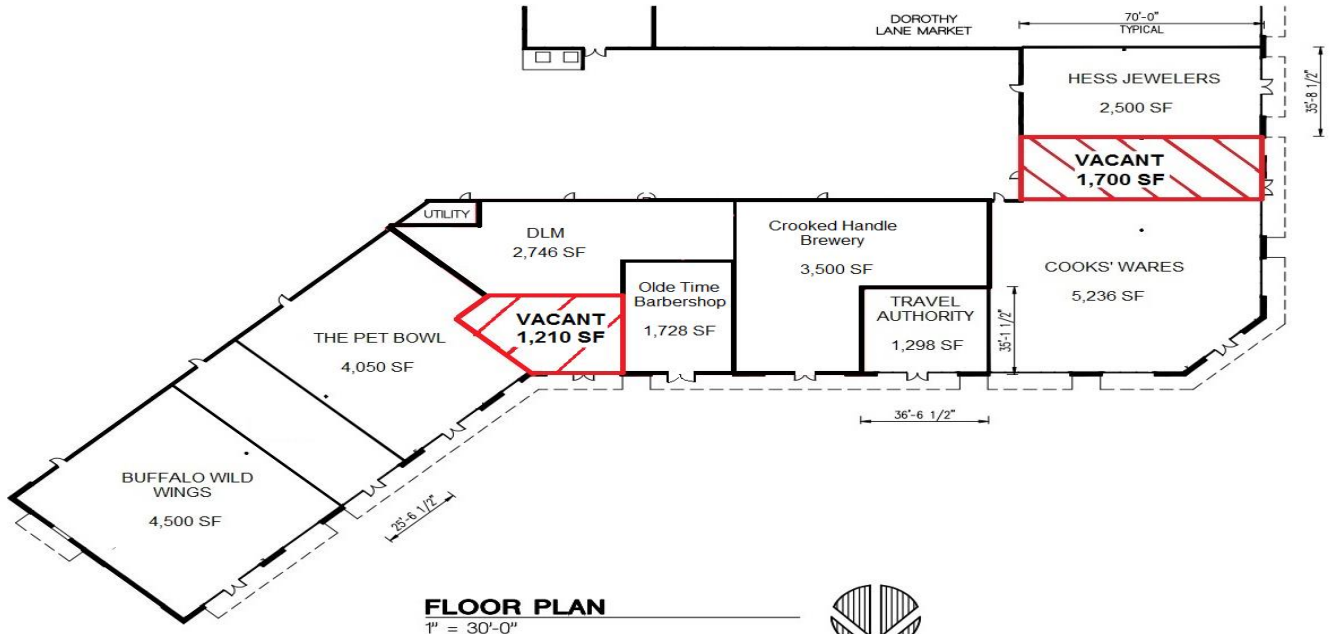 DOROTHY
LANE MARKET
70'-0"
TYPICAL
HESS JEWELERS
2,500 SF
35'-8 1/2"
VACANT
1,700 SF
UTILITY
DLM
2,746 SF
Crooked Handle
Brewery
3,500 SF
COOKS' WARES
5,236 SF
Olde Time
Barbershop
1,728 SF
TRAVEL
AUTHORITY
1,298 SF
35'-1 1/2"
VACANT
1,210 SF
THE PET BOWL
4,050 SF
36'-6 1/2"
BUFFALO WILD
WINGS
4,500 SF
25'-6 1/2"
FLOOR PLAN
1" = 30'-0"